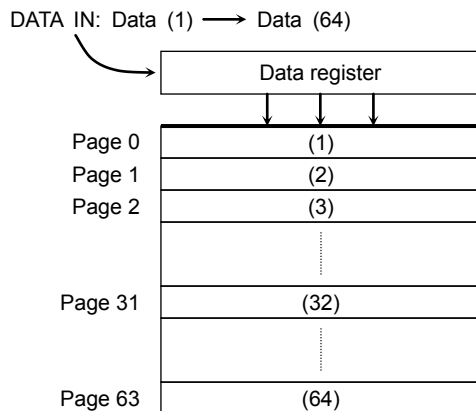 DATA IN: Data (1) Data (64)
Data register
Page 0 (1)
Page 1 (2)
Page 2 (3)
Page 31 (32)
Page 63 (64)